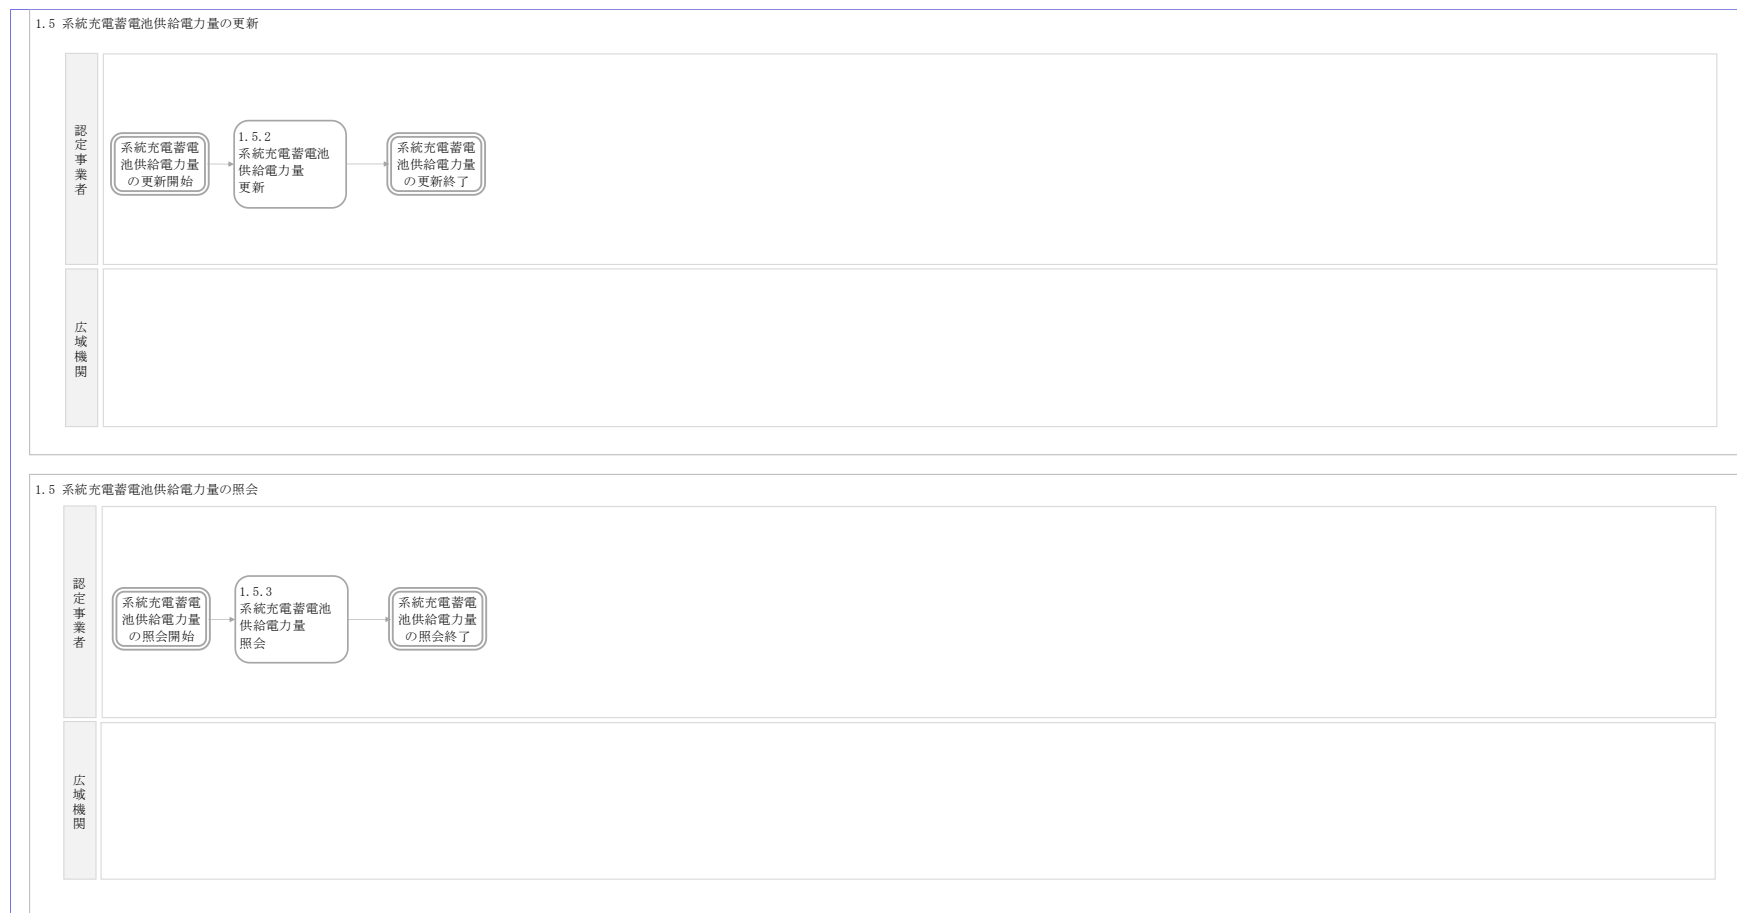 1.5 系統充電蓄電池供給電力量の更新
認定事業者
系統充電蓄電
池供給電力量
の更新開始
1.5.2
系統充電蓄電池
供給電力量
更新
系統充電蓄電
池供給電力量
の更新終了
広域機関
1.5 系統充電蓄電池供給電力量の照会
認定事業者
系統充電蓄電
池供給電力量
の照会開始
1.5.3
系統充電蓄電池
供給電力量
照会
系統充電蓄電
池供給電力量
の照会終了
広域機関